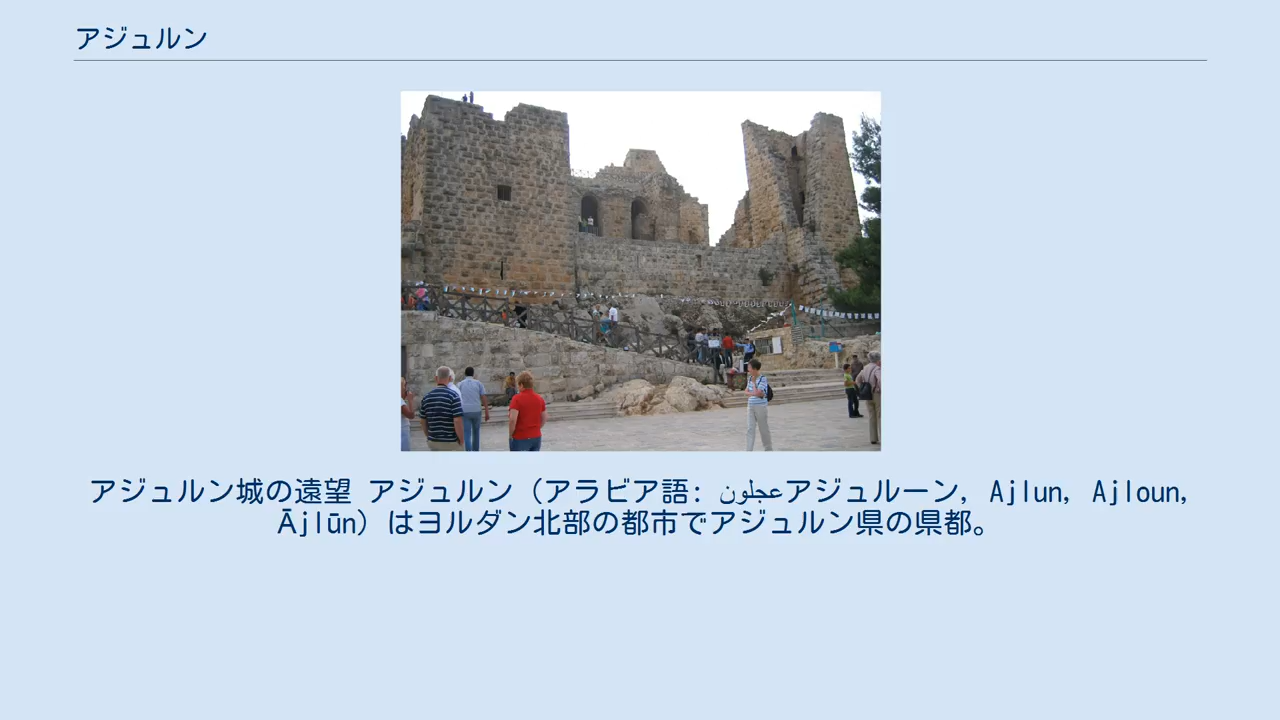 アジュルン
アジュルン城の遠望 アジュルン（アラビア語: عجلونアジュルーン, Ajlun, Ajloun,
Ājlūn）はヨルダン北部の都市でアジュルン県の県都。